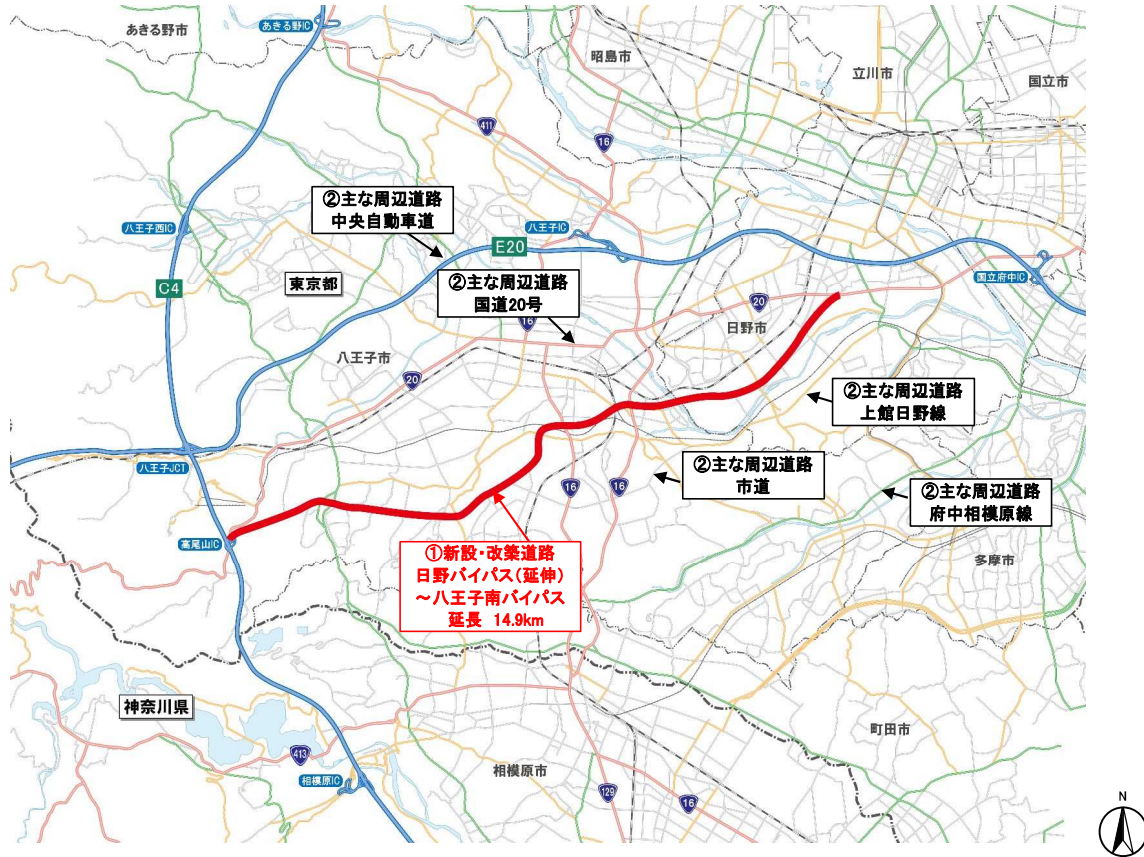 あきる野市
あきる野IC
昭島市
立川市
国立市
411
16
②主な周辺道路
中央自動車道
八王子西IC
八王子IC
E20
②主な周辺道路
国道20号
国立府中IC
C4
東京都
20
16
日野市
八王子市
20
②主な周辺道路
上館日野線
八王子JCT
②主な周辺道路
市道
16
16
②主な周辺道路
府中相模原線
高尾山IC
①新設・改築道路
日野バイパス(延伸)
～八王子南バイパス
延長 14.9km
多摩市
神奈川県
町田市
413
相模原市
相模原IC
129
16
N